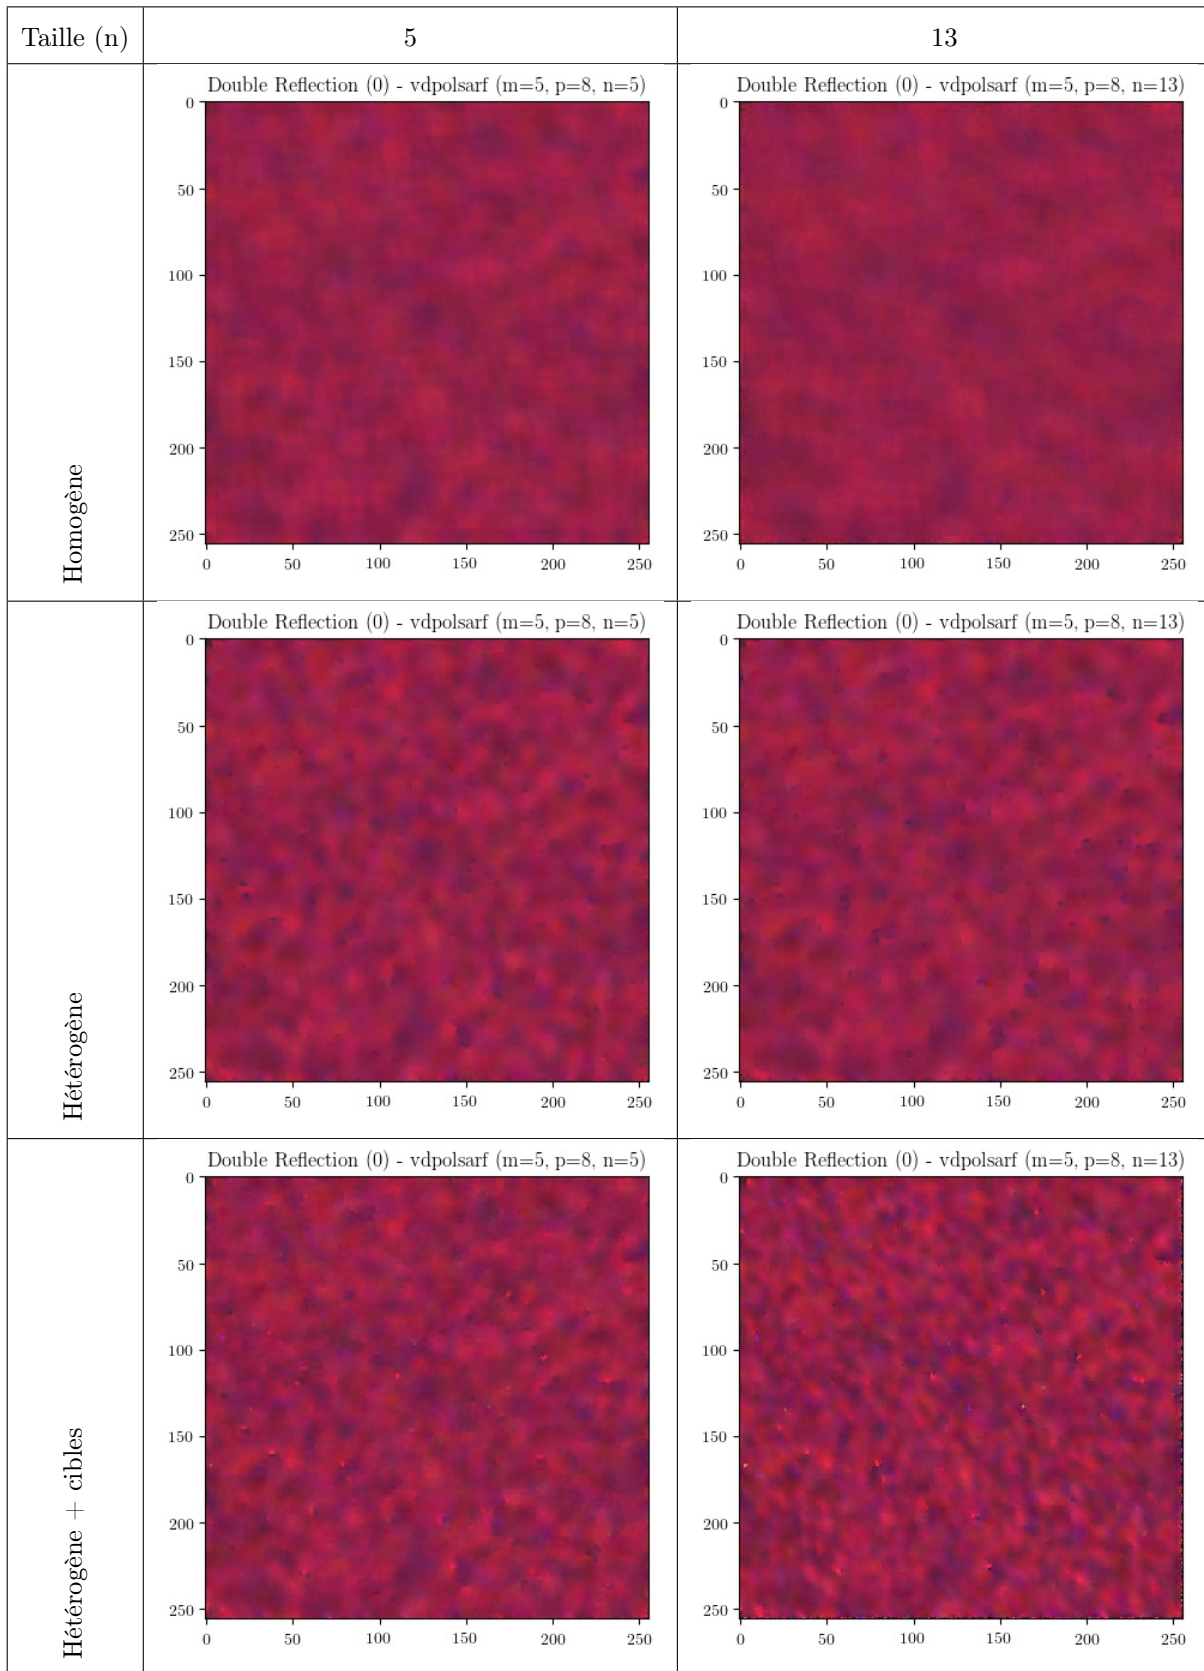 Taille (n) 5 13
Double Reflection (0) - vdpolsarf (m=5, p=8, n=5)
0
50
100
150
200
250
0 50 100 150 200 250
Double Reflection (0) - vdpolsarf (m=5, p=8, n=13)
0
50
100
150
200
250
0 50 100 150 200 250
Homogène
Double Reflection (0) - vdpolsarf (m=5, p=8, n=5)
0
50
100
150
200
250
0 50 100 150 200 250
Double Reflection (0) - vdpolsarf (m=5, p=8, n=13)
0
50
100
150
200
250
0 50 100 150 200 250
Hétérogène
Double Reflection (0) - vdpolsarf (m=5, p=8, n=5)
0
50
100
150
200
250
0 50 100 150 200 250
Double Reflection (0) - vdpolsarf (m=5, p=8, n=13)
0
50
100
150
200
250
0 50 100 150 200 250
Hétérogène + cibles